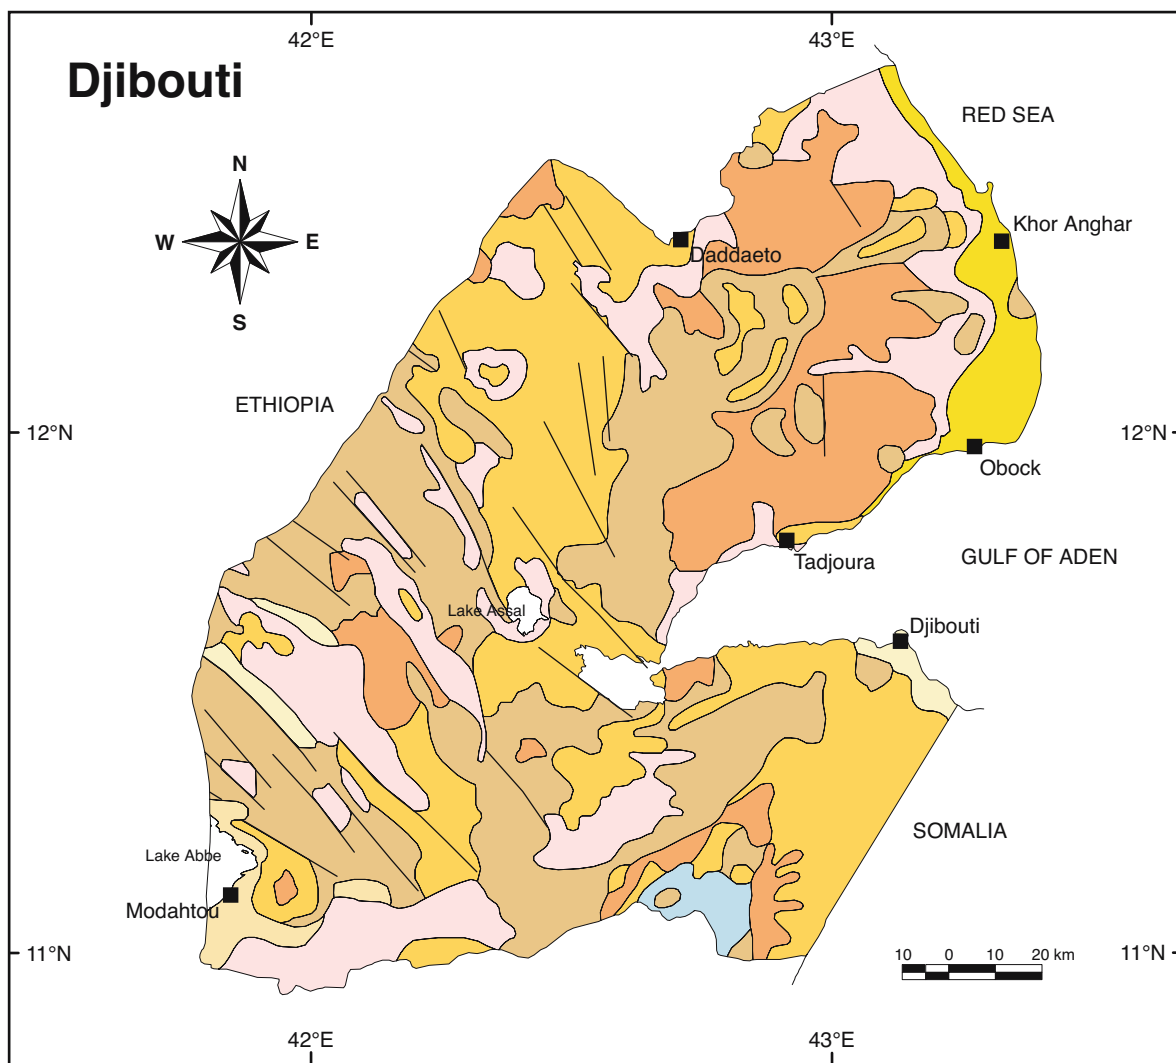 42°E
43°E
Djibouti
RED SEA
N
W
E
S
Khor Anghar
Daddaeto
ETHIOPIA
12°N
12°N
Obock
Tadjoura
GULF OF ADEN
Lake Assal
Djibouti
SOMALIA
Lake Abbe
Modahtou
11°N
11°N
10 0 10 20 km
42°E
43°E